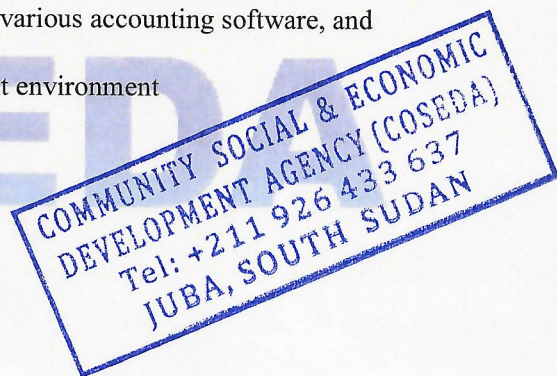 various accounting software, and
t environment
EDA
COMMUNITY SOCIAL & ECONOMIC
DEVELOPMENT AGENCY (COSEDA)
Tel: +211 926 433 637
JUBA, SOUTH SUDAN